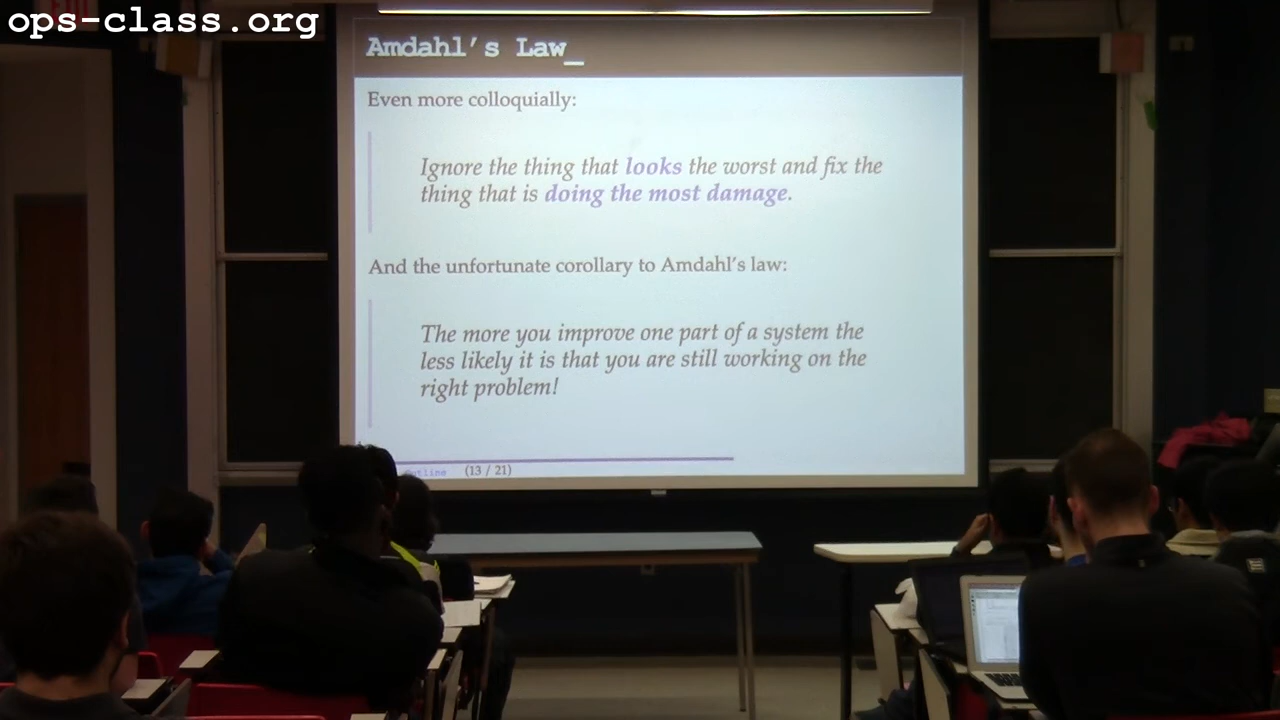 ops-class.org
Amdahl's Law_
Even more colloquially:
Ignore the thing that looks the worst and fix the
thing that is doing the most damage.
And the unfortunate corollary to Amdahl's law:
The more you improve one part of a system the
less likely it is that you are still working on the
right problem!
Outline (13 / 21)